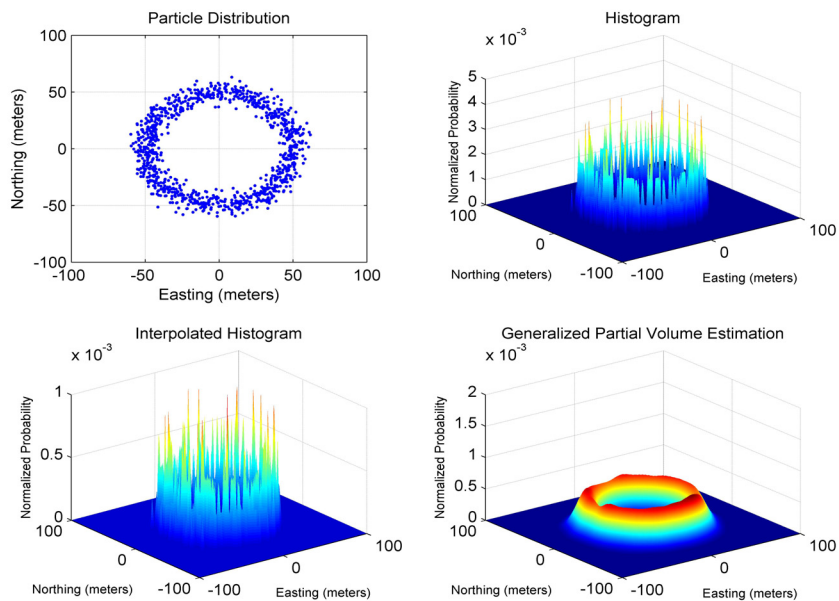 Particle Distribution
100
50
0
-50
-100
-100
-50
0
50
100
Northing (meters)
Easting (meters)
Histogram
x 10⁻³
5
4
3
2
1
0
Normalized Probability
100
0
-100
Northing (meters)
-100
0
100
Easting (meters)
Interpolated Histogram
x 10⁻³
1
0.5
0
Normalized Probability
100
0
-100
Northing (meters)
-100
0
100
Easting (meters)
Generalized Partial Volume Estimation
x 10⁻³
2
1.5
1
0.5
0
Normalized Probability
100
0
-100
Northing (meters)
-100
0
100
Easting (meters)